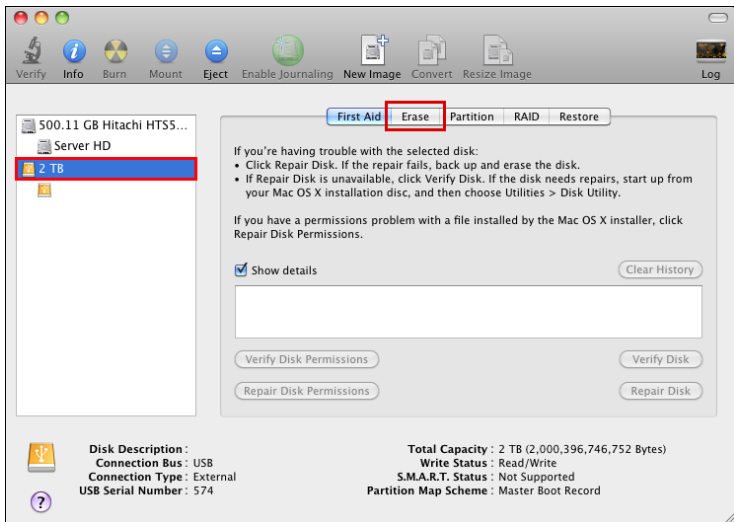 Verify Info Burn Mount Eject Enable Journaling New Image Convert Resize Image Log
500.11 GB Hitachi HTS5...
Server HD
2 TB
First Aid Erase Partition RAID Restore
If you're having trouble with the selected disk:
• Click Repair Disk. If the repair fails, back up and erase the disk.
• If Repair Disk is unavailable, click Verify Disk. If the disk needs repairs, start up from
your Mac OS X installation disc, and then choose Utilities > Disk Utility.
If you have a permissions problem with a file installed by the Mac OS X installer, click
Repair Disk Permissions.
Show details
Clear History
Verify Disk Permissions
Verify Disk
Repair Disk Permissions
Repair Disk
Disk Description :
Connection Bus : USB
Connection Type : External
USB Serial Number : 574
Total Capacity : 2 TB (2,000,396,746,752 Bytes)
Write Status : Read/Write
S.M.A.R.T. Status : Not Supported
Partition Map Scheme : Master Boot Record
?